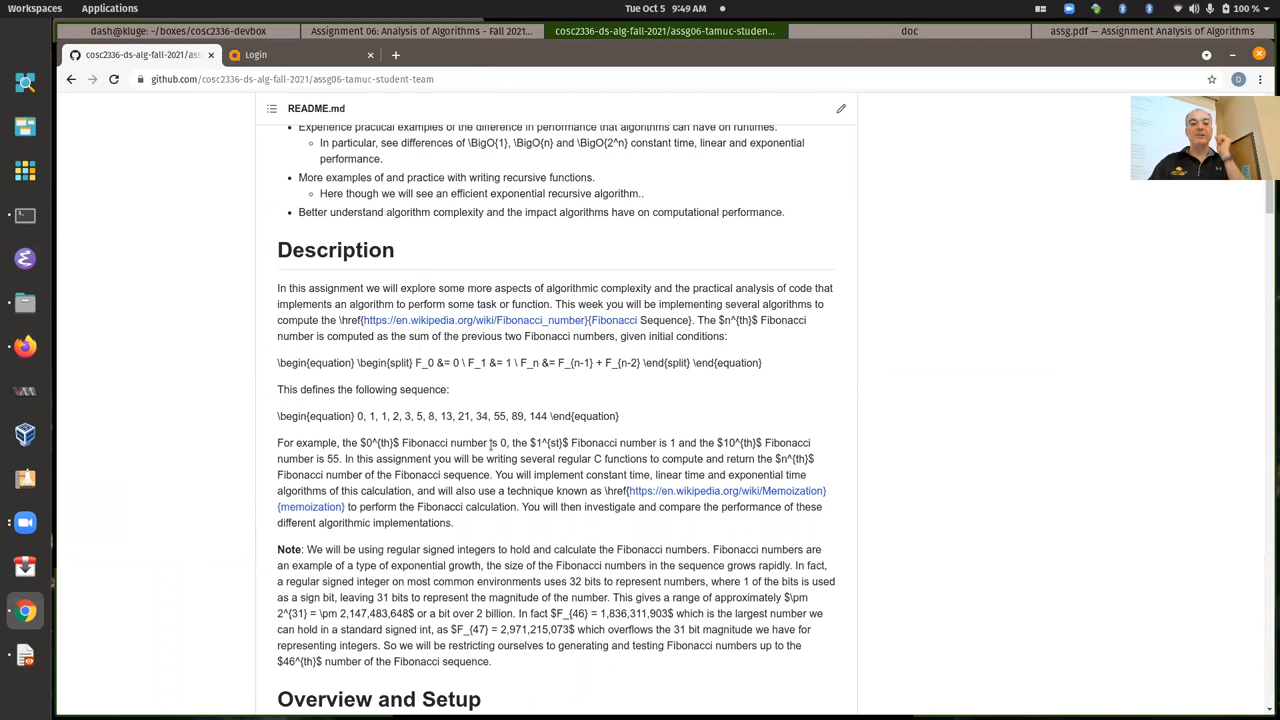 Workspaces Applications Tue Oct 5 9:49 AM 100 %
dash@kluge: ~/boxes/cosc2336-devbox Assignment 06: Analysis of Algorithms - Fall 2021... cosc2336-ds-alg-fall-2021/assg06-tamuc-studen... doc assg.pdf — Assignment Analysis of Algorithms
cosc2336-ds-alg-fall-2021/ass Login
github.com/cosc2336-ds-alg-fall-2021/assg06-tamuc-student-team D
README.md
Experience practical examples of the difference in performance that algorithms can have on runtimes.
In particular, see differences of \BigO{1}, \BigO{n} and \BigO{2^n} constant time, linear and exponential
performance.
More examples of and practice with writing recursive functions.
Here though we will see an efficient exponential recursive algorithm..
Better understand algorithm complexity and the impact algorithms have on computational performance.
Description
In this assignment we will explore some more aspects of algorithmic complexity and the practical analysis of code that
implements an algorithm to perform some task or function. This week you will be implementing several algorithms to
compute the \href{https://en.wikipedia.org/wiki/Fibonacci_number}{Fibonacci Sequence}. The $n^{th}$ Fibonacci
number is computed as the sum of the previous two Fibonacci numbers, given initial conditions:
\begin{equation} \begin{split} F_0 &= 0 \ F_1 &= 1 \ F_n &= F_{n-1} + F_{n-2} \end{split} \end{equation}
This defines the following sequence:
\begin{equation} 0, 1, 1, 2, 3, 5, 8, 13, 21, 34, 55, 89, 144 \end{equation}
For example, the $0^{th}$ Fibonacci number is 0, the $1^{st}$ Fibonacci number is 1 and the $10^{th}$ Fibonacci
number is 55. In this assignment you will be writing several regular C functions to compute and return the $n^{th}$
Fibonacci number of the Fibonacci sequence. You will implement constant time, linear time and exponential time
algorithms of this calculation, and will also use a technique known as \href{https://en.wikipedia.org/wiki/Memoization}
{memoization} to perform the Fibonacci calculation. You will then investigate and compare the performance of these
different algorithmic implementations.
Note: We will be using regular signed integers to hold and calculate the Fibonacci numbers. Fibonacci numbers are
an example of a type of exponential growth, the size of the Fibonacci numbers in the sequence grows rapidly. In fact,
a regular signed integer on most common environments uses 32 bits to represent numbers, where 1 of the bits is used
as a sign bit, leaving 31 bits to represent the magnitude of the number. This gives a range of approximately $\pm
2^{31} = \pm 2,147,483,648$ or a bit over 2 billion. In fact $F_{46} = 1,836,311,903$ which is the largest number we
can hold in a standard signed int, as $F_{47} = 2,971,215,073$ which overflows the 31 bit magnitude we have for
representing integers. So we will be restricting ourselves to generating and testing Fibonacci numbers up to the
$46^{th}$ number of the Fibonacci sequence.
Overview and Setup